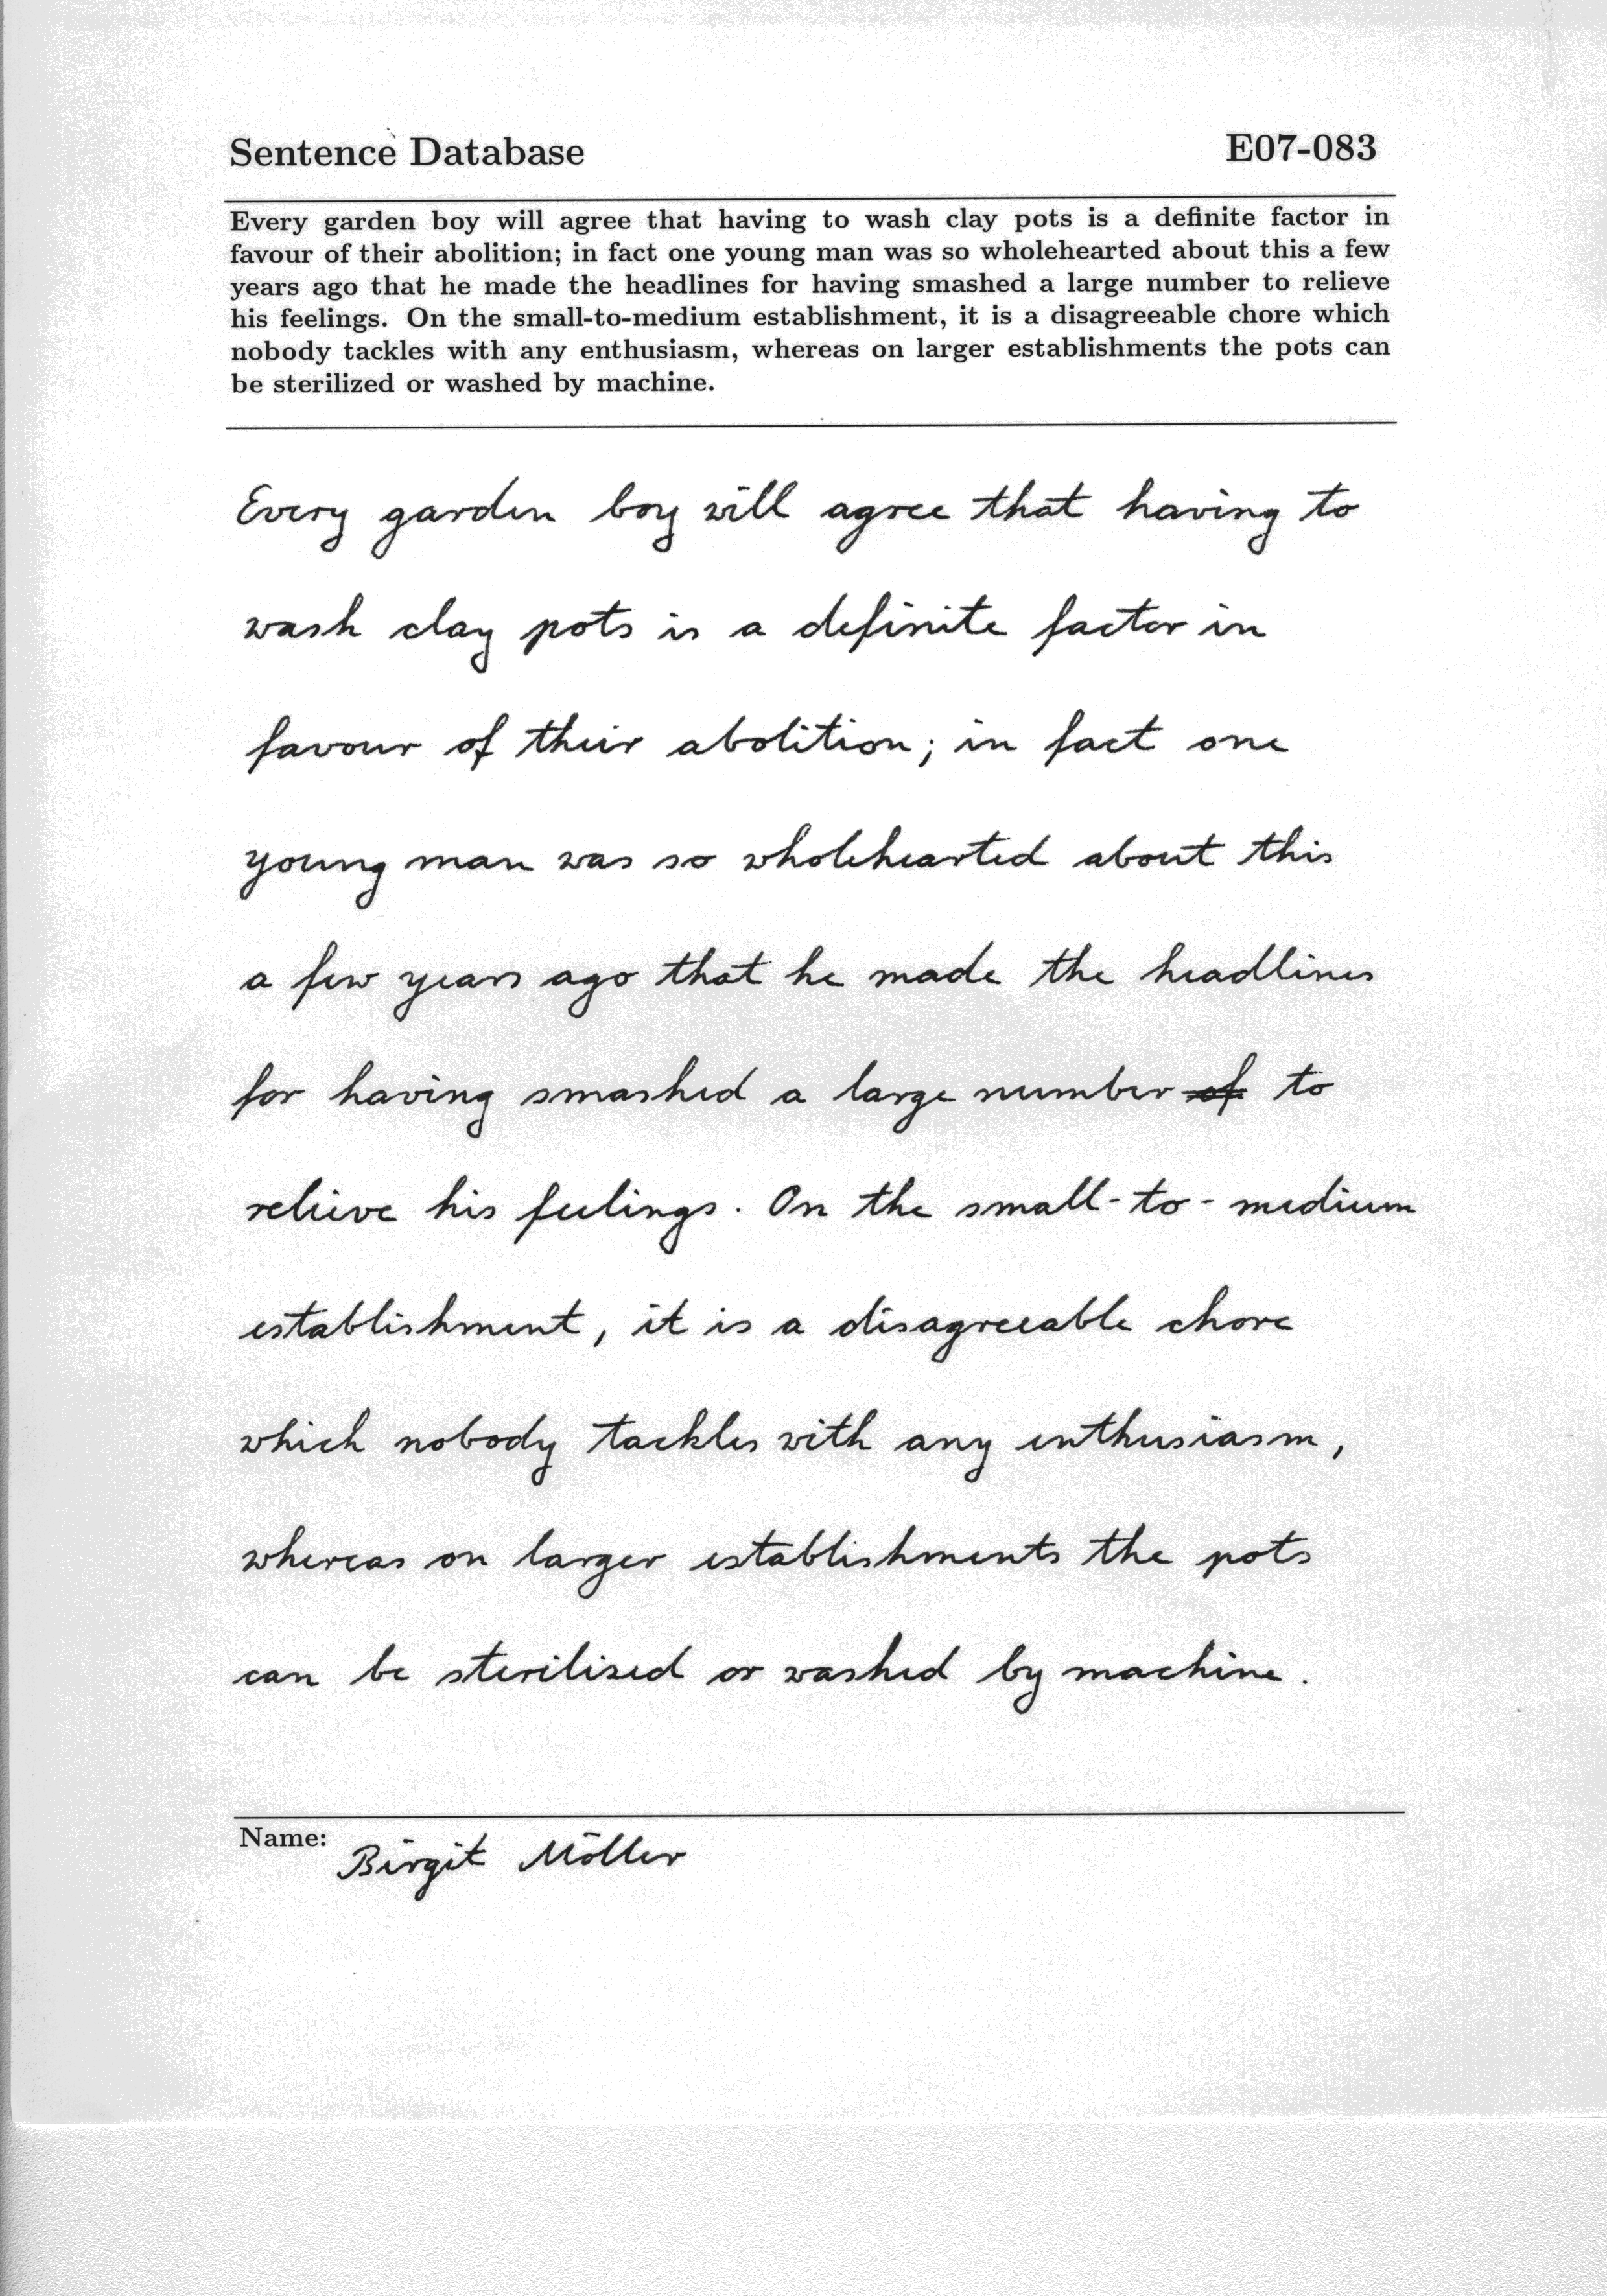 Sentence Database E07-083
Every garden boy will agree that having to wash clay pots is a definite factor in
favour of their abolition; in fact one young man was so wholehearted about this a few
years ago that he made the headlines for having smashed a large number to relieve
his feelings. On the small-to-medium establishment, it is a disagreeable chore which
nobody tackles with any enthusiasm, whereas on larger establishments the pots can
be sterilized or washed by machine.
Every garden boy will agree that having to
wash clay pots is a definite factor in
favour of their abolition; in fact one
young man was so wholehearted about this
a few years ago that he made the headlines
for having smashed a large number of to
relieve his feelings. On the small-to-medium
establishment, it is a disagreeable chore
which nobody tackles with any enthusiasm,
whereas on larger establishments the pots
can be sterilized or washed by machine.
Name: Birgit Möller